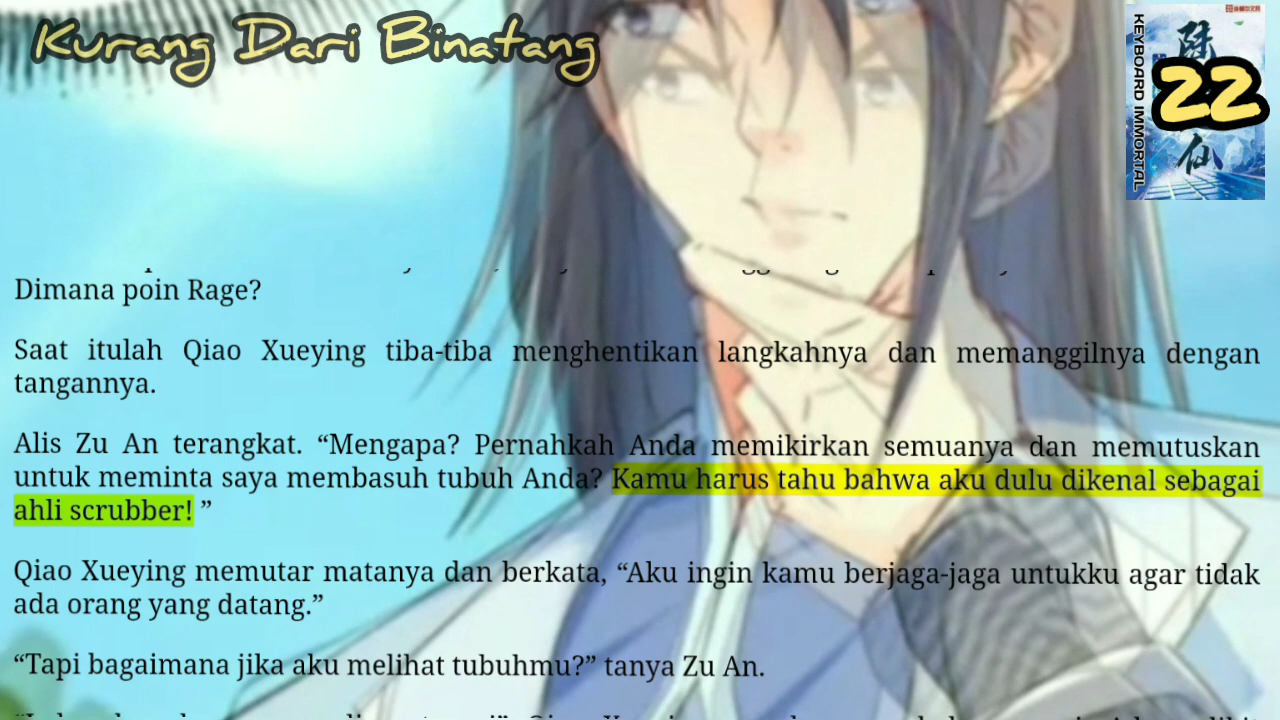 Kurang Dari Binatang
KEYBOARD IMMORTAL
22
仙
Dimana poin Rage?
Saat itulah Qiao Xueying tiba-tiba menghentikan langkahnya dan memanggilnya dengan
tangannya.
Alis Zu An terangkat. “Mengapa? Pernahkah Anda memikirkan semuanya dan memutuskan
untuk meminta saya membasuh tubuh Anda? Kamu harus tahu bahwa aku dulu dikenal sebagai
ahli scrubber! ”
Qiao Xueying memutar matanya dan berkata, “Aku ingin kamu berjaga-jaga untukku agar tidak
ada orang yang datang.”
“Tapi bagaimana jika aku melihat tubuhmu?” tanya Zu An.